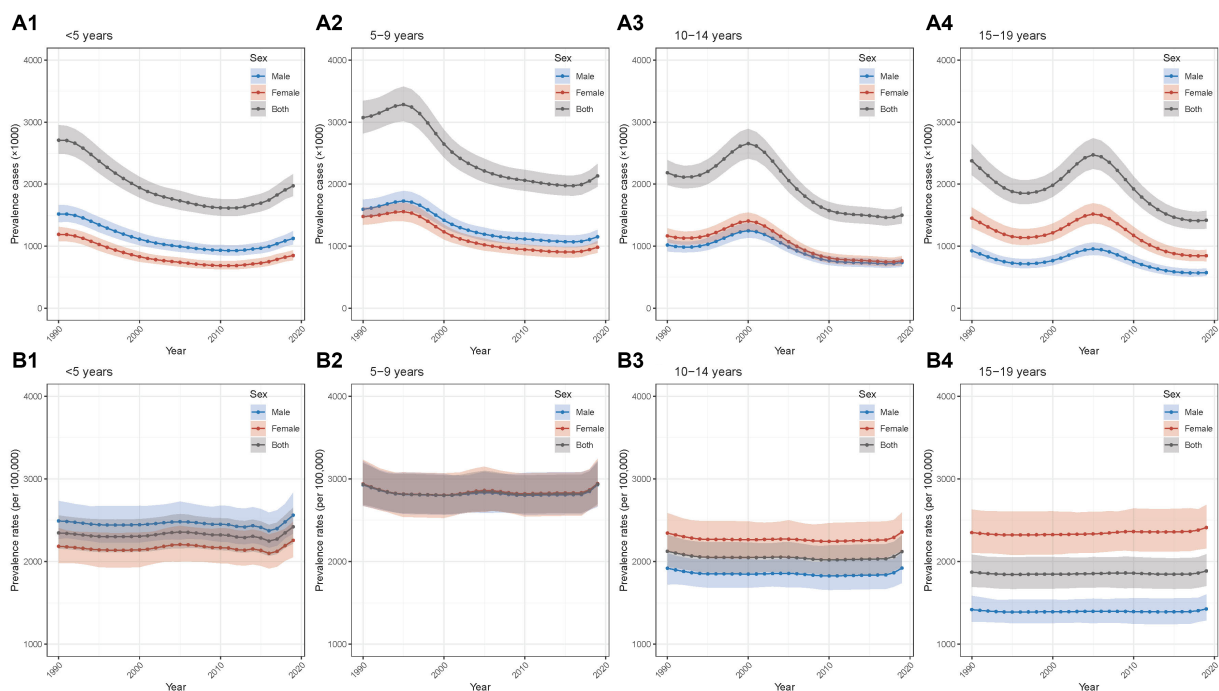 A1 <5 years
4000
3000
2000
1000
0
Prevalence cases (×1000)
Sex
Male
Female
Both
1990
2000
2010
2020
Year
A2 5−9 years
4000
3000
2000
1000
0
Prevalence cases (×1000)
Sex
Male
Female
Both
1990
2000
2010
2020
Year
A3 10−14 years
4000
3000
2000
1000
0
Prevalence cases (×1000)
Sex
Male
Female
Both
1990
2000
2010
2020
Year
A4 15−19 years
4000
3000
2000
1000
0
Prevalence cases (×1000)
Sex
Male
Female
Both
1990
2000
2010
2020
Year
B1 <5 years
4000
3000
2000
1000
Prevalence rates (per 100,000)
Sex
Male
Female
Both
1990
2000
2010
2020
Year
B2 5−9 years
4000
3000
2000
1000
Prevalence rates (per 100,000)
Sex
Male
Female
Both
1990
2000
2010
2020
Year
B3 10−14 years
4000
3000
2000
1000
Prevalence rates (per 100,000)
Sex
Male
Female
Both
1990
2000
2010
2020
Year
B4 15−19 years
4000
3000
2000
1000
Prevalence rates (per 100,000)
Sex
Male
Female
Both
1990
2000
2010
2020
Year